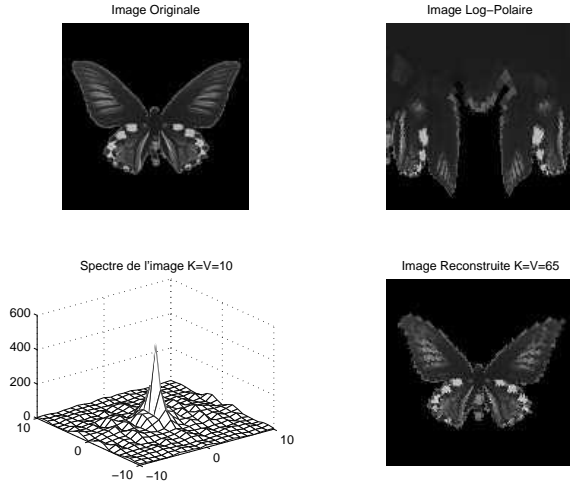 Image Originale
Image Log−Polaire
Spectre de l'image K=V=10
600
400
200
0
10
0
−10
−10
0
10
Image Reconstruite K=V=65